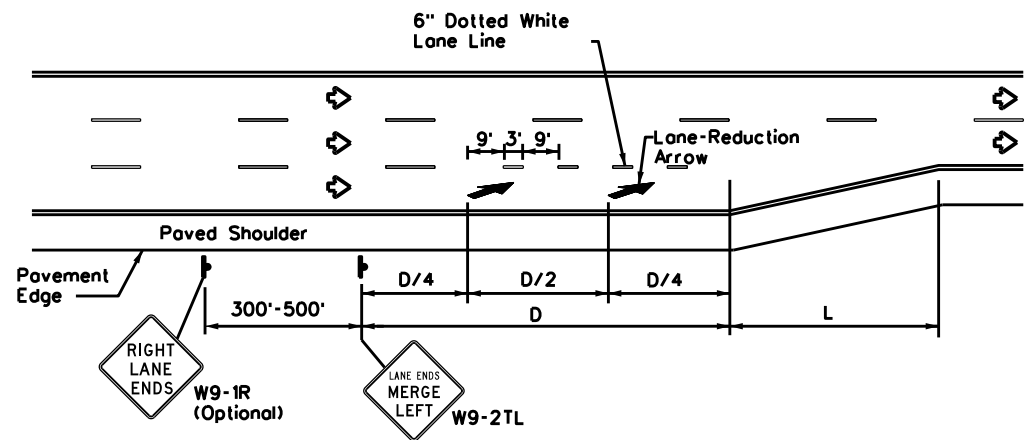 6" Dotted White
Lane Line
9' 3' 9'
Lane-Reduction
Arrow
Paved Shoulder
Pavement
Edge
D/4 D/2 D/4
300'-500' D L
RIGHT
LANE
ENDS
W9-1R
(Optional)
LANE ENDS
MERGE
LEFT
W9-2TL